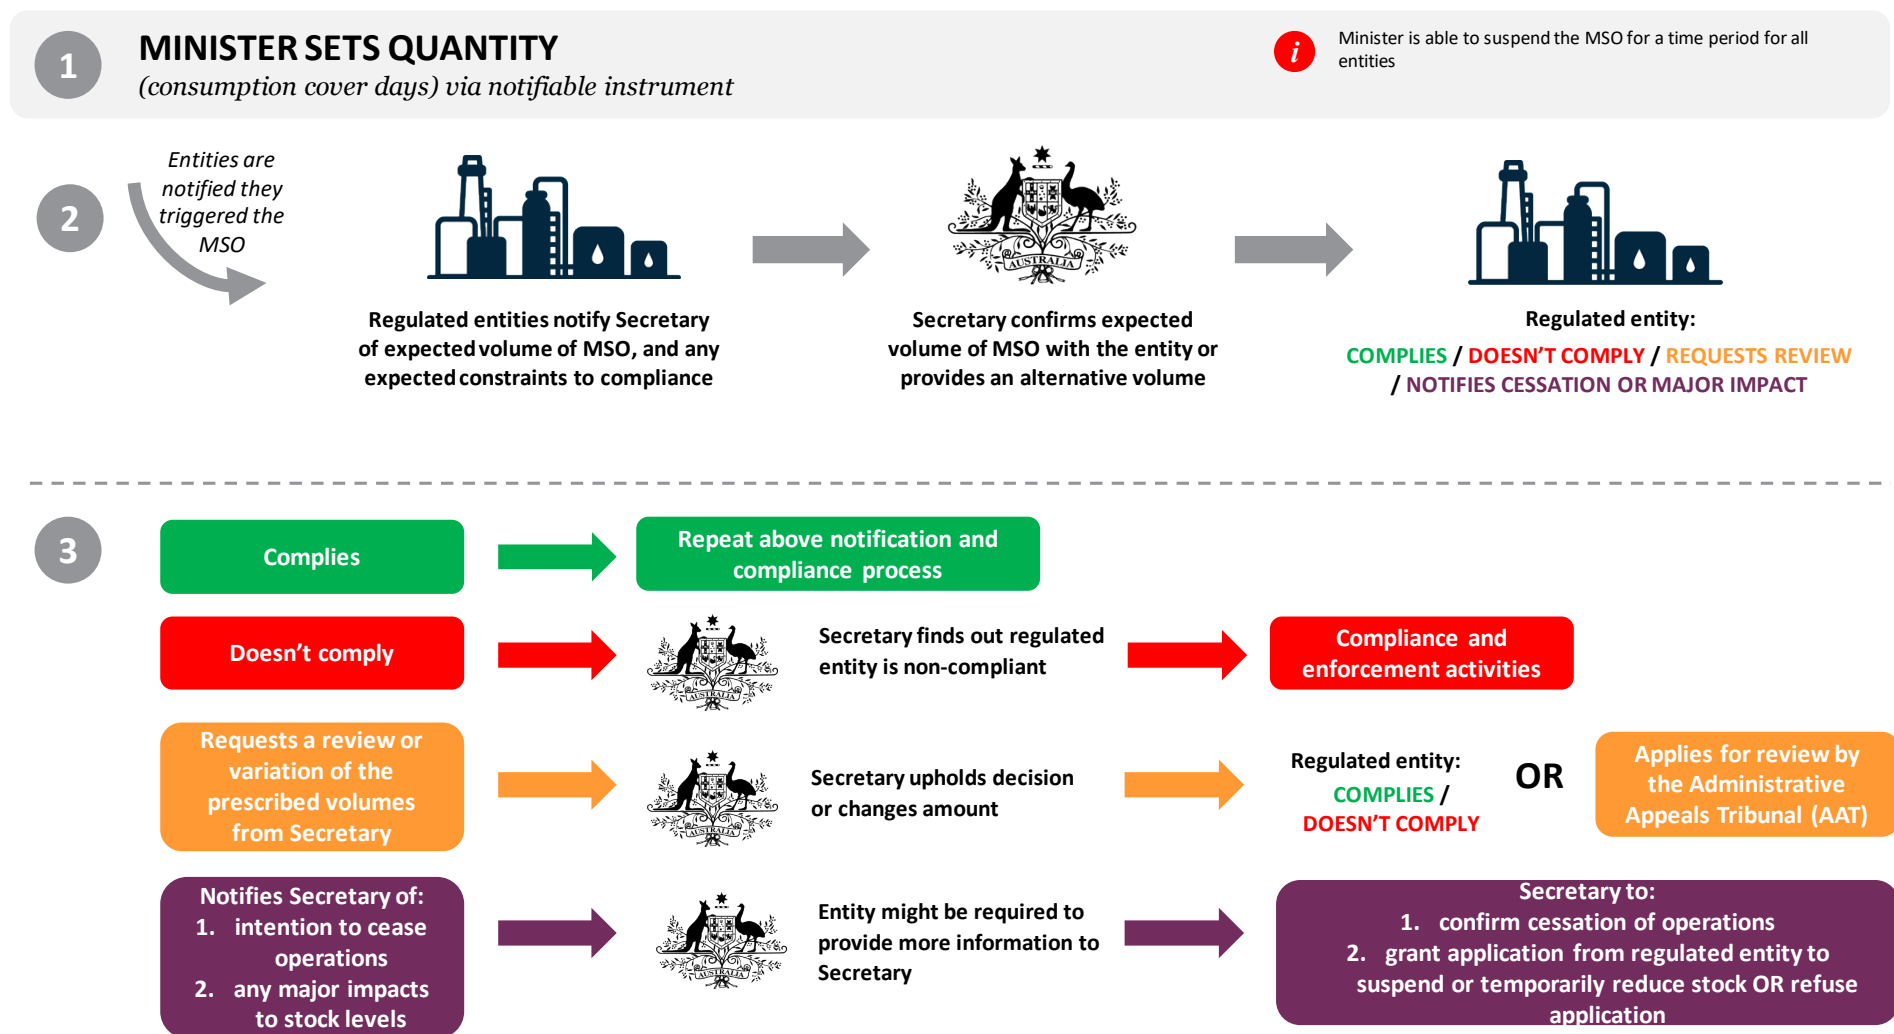 1
MINISTER SETS QUANTITY
(consumption cover days) via notifiable instrument
i
Minister is able to suspend the MSO for a time period for all
entities
2
Entities are
notified they
triggered the
MSO
AUSTRALIA
Regulated entities notify Secretary
of expected volume of MSO, and any
expected constraints to compliance
Secretary confirms expected
volume of MSO with the entity or
provides an alternative volume
Regulated entity:
COMPLIES / DOESN'T COMPLY / REQUESTS REVIEW
/ NOTIFIES CESSATION OR MAJOR IMPACT
3
Complies
Repeat above notification and
compliance process
Doesn't comply
AUSTRALIA
Secretary finds out regulated
entity is non-compliant
Compliance and
enforcement activities
Requests a review or
variation of the
prescribed volumes
from Secretary
AUSTRALIA
Secretary upholds decision
or changes amount
Regulated entity:
COMPLIES /
DOESN'T COMPLY
OR
Applies for review by
the Administrative
Appeals Tribunal (AAT)
Notifies Secretary of:
1. intention to cease
operations
2. any major impacts
to stock levels
AUSTRALIA
Entity might be required to
provide more information to
Secretary
Secretary to:
1. confirm cessation of operations
2. grant application from regulated entity to
suspend or temporarily reduce stock OR refuse
application